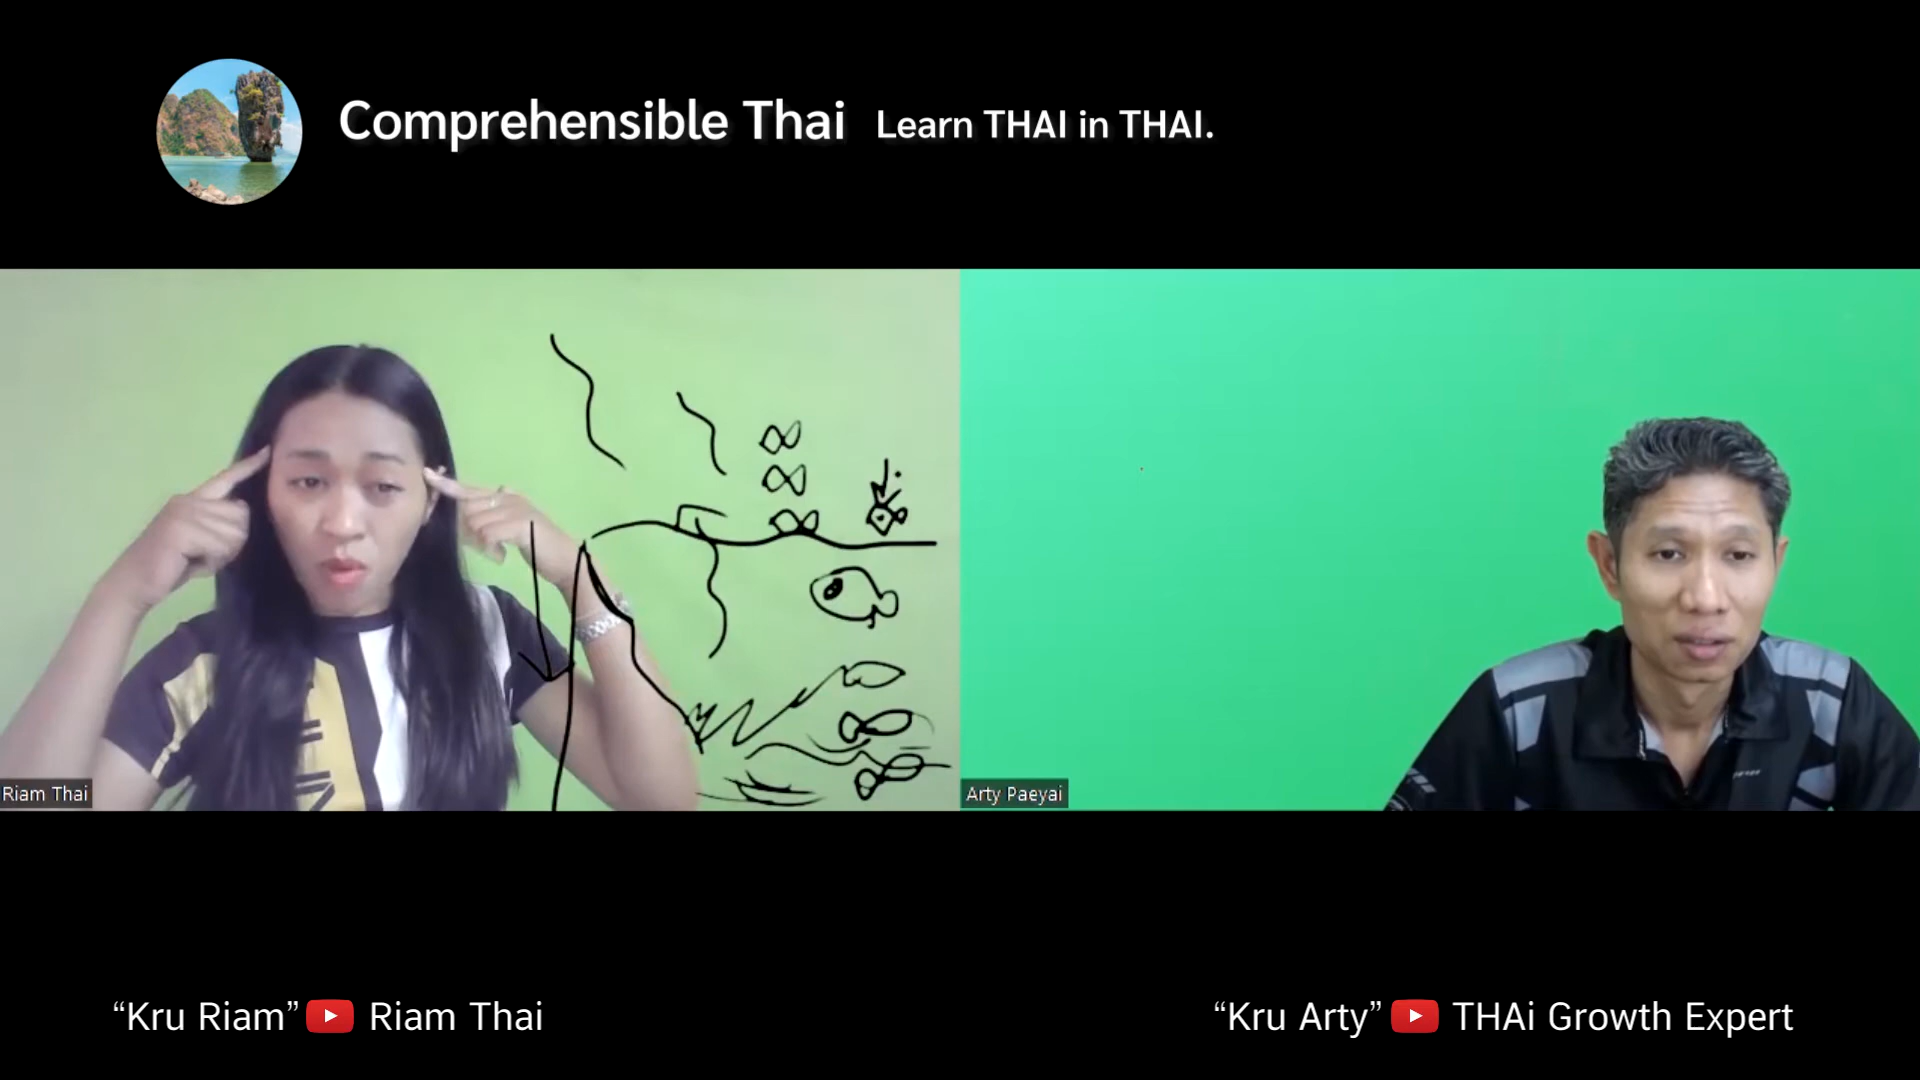 Comprehensible Thai Learn THAI in THAI.
Riam Thai
Arty Paeyai
“Kru Riam” Riam Thai
“Kru Arty” THAi Growth Expert